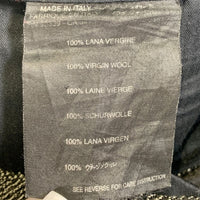 MADE IN ITALY
100% LANA VERGINE
100% VIRGIN WOOL
100% LAINE VIERGE
100% SCHURWOLLE
100% LANA VIRGEN
100%
SEE REVERSE FOR CARE INSTRUCTION